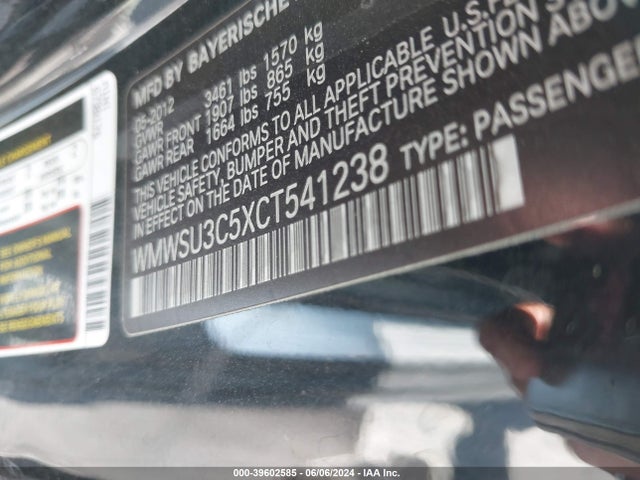 MFD BY BAYERISCHE
05-2012
GVWR 3461 lbs 1570 kg
GAWR FRONT 1907 lbs 865 kg
GAWR REAR 1664 lbs 755 kg
THIS VEHICLE CONFORMS TO ALL APPLICABLE U.S.
VEHICLE SAFETY, BUMPER AND THEFT PREVENTION
IN EFFECT ON THE DATE OF MANUFACTURE SHOWN ABOVE
WMWSU3C5XCT541238 TYPE: PASSENGER
000-39602585 - 06/06/2024 - IAA Inc.